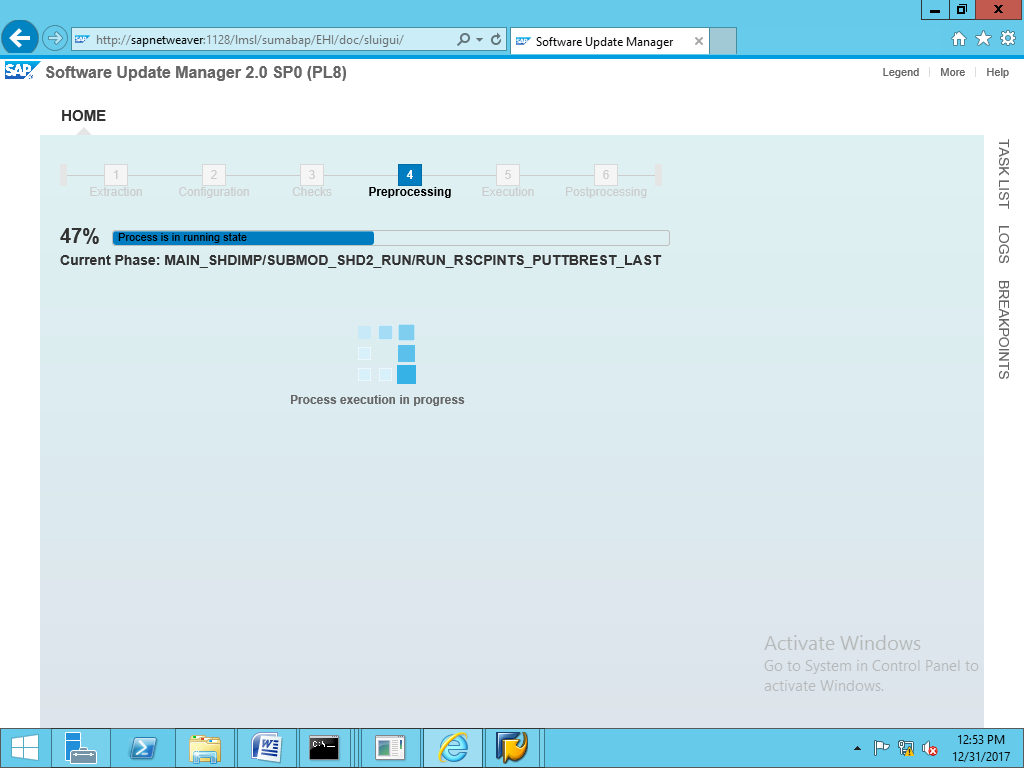 http://sapnetweaver:1128/lmsl/sumabap/EHI/doc/sluigui/
Software Update Manager
SAP
Software Update Manager 2.0 SP0 (PL8)
Legend
More
Help
HOME
1
2
3
4
5
6
Extraction
Configuration
Checks
Preprocessing
Execution
Postprocessing
47%
Process is in running state
Current Phase: MAIN_SHDIMP/SUBMOD_SHD2_RUN/RUN_RSCPINTS_PUTTBREST_LAST
Process execution in progress
TASK LIST
LOGS
BREAKPOINTS
Activate Windows
Go to System in Control Panel to
activate Windows.
12:53 PM
12/31/2017